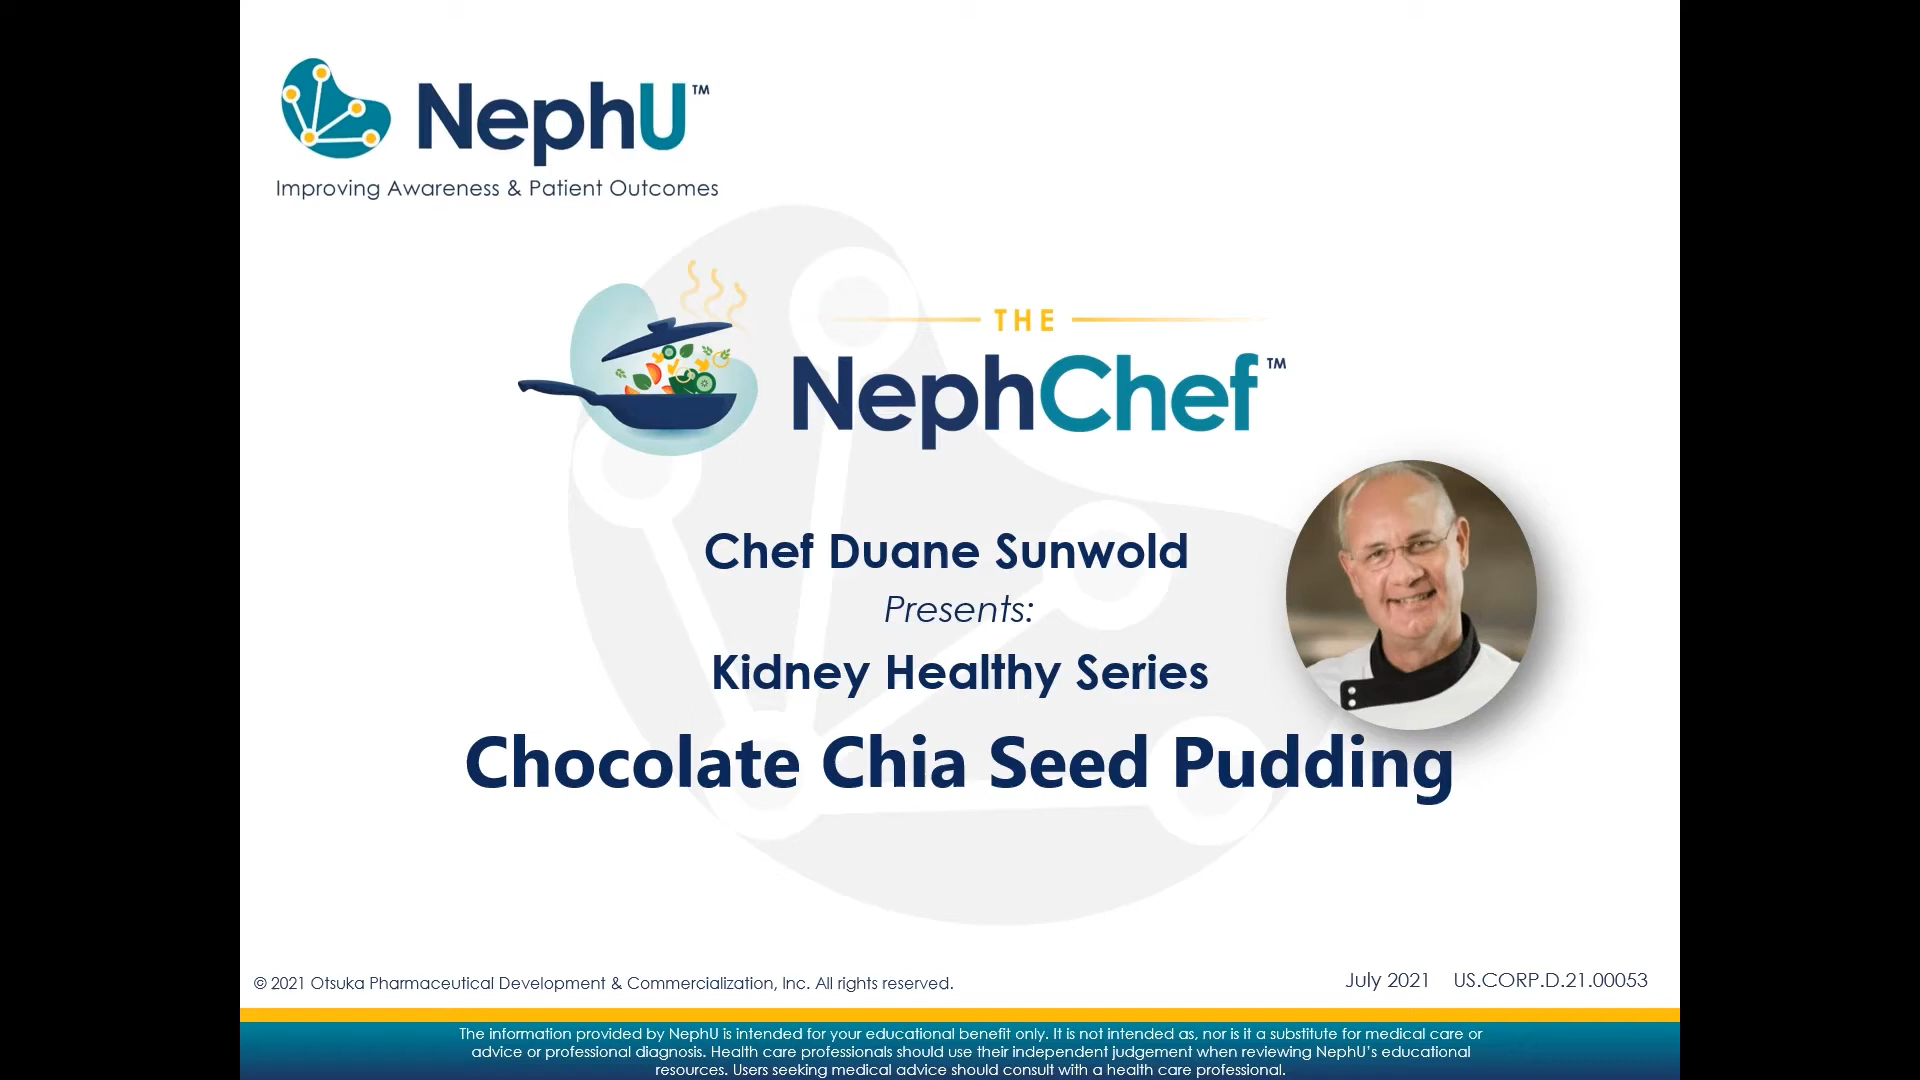 NephU™
Improving Awareness & Patient Outcomes
THE
NephChef™
Chef Duane Sunwold
Presents:
Kidney Healthy Series
Chocolate Chia Seed Pudding
© 2021 Otsuka Pharmaceutical Development & Commercialization, Inc. All rights reserved.
July 2021 US.CORP.D.21.00053
The information provided by NephU is intended for your educational benefit only. It is not intended as, nor is it a substitute for medical care or
advice or professional diagnosis. Health care professionals should use their independent judgement when reviewing NephU's educational
resources. Users seeking medical advice should consult with a health care professional.